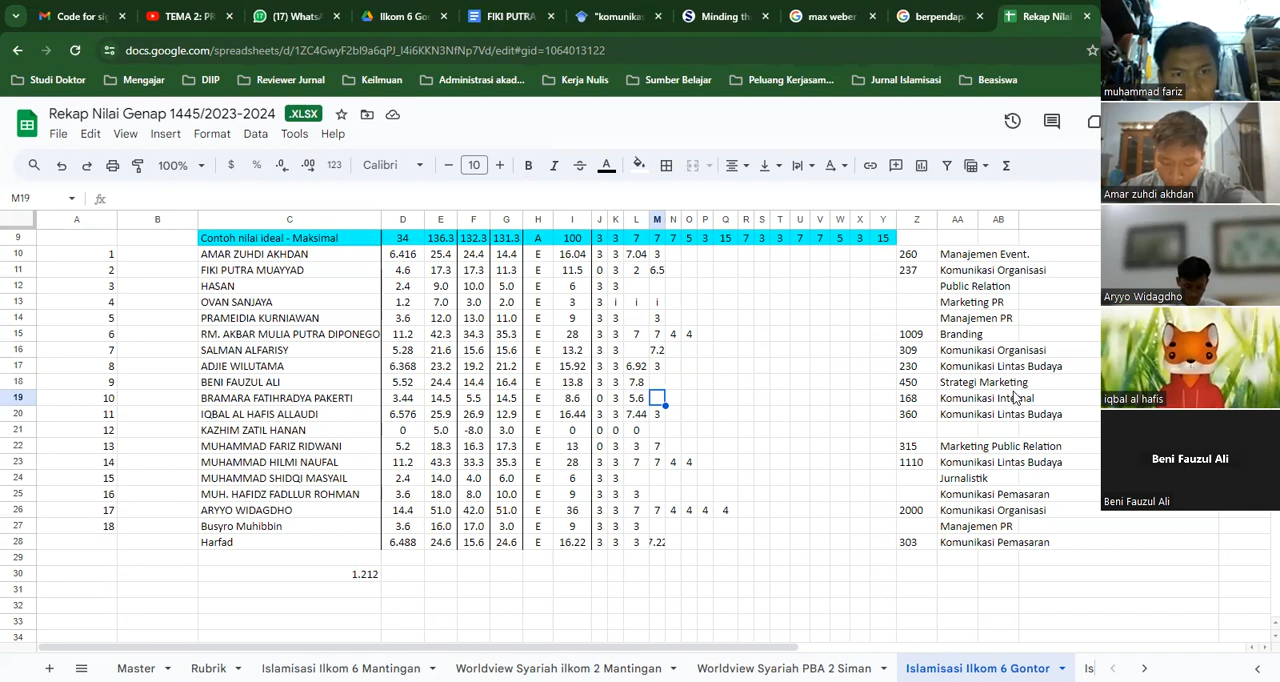 Code for sig
TEMA 2: PR
(17) WhatsA
Ilkom 6 Go
FIKI PUTRA
"komunika
Minding th
max weber
berpendapa
Rekap Nilai
docs.google.com/spreadsheets/d/1ZC4GwyF2bl9a6qPJ_l4i6KKN3NfNp7Vd/edit#gid=1064013122
Studi Doktor Mengajar DIIP Reviewer Jurnal Keilmuan Administrasi akad... Kerja Nulis Sumber Belajar Peluang Kerjasam... Jurnal Islamisasi Beasiswa
Rekap Nilai Genap 1445/2023-2024 .XLSX
File Edit View Insert Format Data Tools Help
100% $ % .0 .00 123 Calibri 10 B I A
M19 fx
A B C D E F G H I J K L M N O P Q R S T U V W X Y Z AA AB
9 Contoh nilai ideal - Maksimal 34 136.3 132.3 131.3 A 100 3 3 7 7 7 5 3 15 7 3 3 7 7 5 3 15
10 1 AMAR ZUHDI AKHDAN 6.416 25.4 24.4 14.4 E 16.04 3 3 7.04 3 260 Manajemen Event.
11 2 FIKI PUTRA MUAYYAD 4.6 17.3 17.3 11.3 E 11.5 0 3 2 6.5 237 Komunikasi Organisasi
12 3 HASAN 2.4 9.0 10.0 5.0 E 6 3 3 Public Relation
13 4 OVAN SANJAYA 1.2 7.0 3.0 2.0 E 3 3 i i i Marketing PR
14 5 PRAMEIDIA KURNIAWAN 3.6 12.0 13.0 11.0 E 9 3 3 Manajemen PR
15 6 RM. AKBAR MULIA PUTRA DIPONEGO 11.2 42.3 34.3 35.3 E 28 3 3 7 7 4 4 1009 Branding
16 7 SALMAN ALFARISY 5.28 21.6 15.6 15.6 E 13.2 3 3 7.2 309 Komunikasi Organisasi
17 8 ADJIE WILUTAMA 6.368 23.2 19.2 21.2 E 15.92 3 3 6.92 3 230 Komunikasi Lintas Budaya
18 9 BENI FAUZUL ALI 5.52 24.4 14.4 16.4 E 13.8 3 3 7.8 450 Strategi Marketing
19 10 BRAMARA FATIHRADYA PAKERTI 3.44 14.5 5.5 14.5 E 8.6 0 3 5.6 168 Komunikasi Internal
20 11 IQBAL AL HAFIS ALLAUDI 6.576 25.9 26.9 12.9 E 16.44 3 3 7.44 3 360 Komunikasi Lintas Budaya
21 12 KAZHIM ZATIL HANAN 0 5.0 -8.0 3.0 E 0 0 0 0
22 13 MUHAMMAD FARIZ RIDWANI 5.2 18.3 16.3 17.3 E 13 0 3 3 7 315 Marketing Public Relation
23 14 MUHAMMAD HILMI NAUFAL 11.2 43.3 33.3 35.3 E 28 3 3 7 7 4 4 1110 Komunikasi Lintas Budaya
24 15 MUHAMMAD SHIDQI MASYAIL 2.4 14.0 4.0 6.0 E 6 3 3 Jurnalistik
25 16 MUH. HAFIDZ FADLLUR ROHMAN 3.6 18.0 8.0 10.0 E 9 3 3 3 Komunikasi Pemasaran
26 17 ARYYO WIDAGDHO 14.4 51.0 42.0 51.0 E 36 3 3 7 7 4 4 4 4 2000 Komunikasi Organisasi
27 18 Busyro Muhibbin 3.6 16.0 17.0 3.0 E 9 3 3 3 Manajemen PR
28 Harfad 6.488 24.6 15.6 24.6 E 16.22 3 3 3 7.22 303 Komunikasi Pemasaran
29
30 1.212
31
32
33
34
Master Rubrik Islamisasi Ilkom 6 Mantingan Worldview Syariah ilkom 2 Mantingan Worldview Syariah PBA 2 Siman Islamisasi Ilkom 6 Gontor Is
muhammad fariz
Amar zuhdi akhdan
Aryyo Widagdho
iqbal al hafis
Beni Fauzul Ali
Beni Fauzul Ali